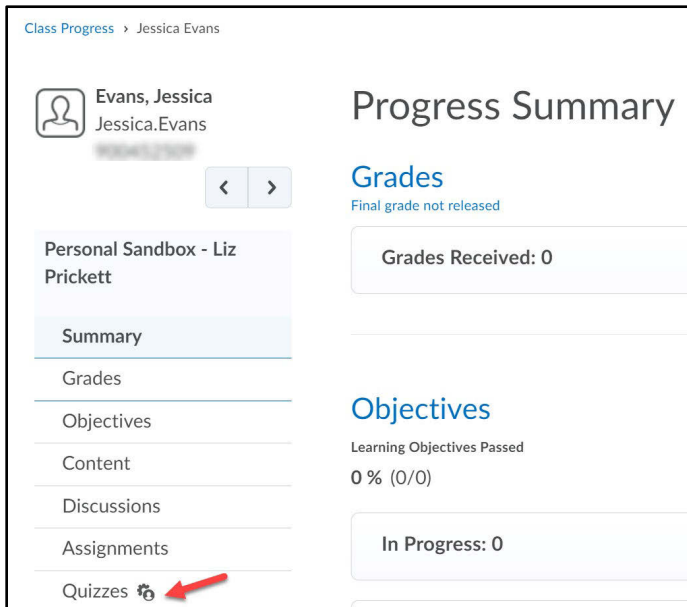 Class Progress › Jessica Evans
Evans, Jessica
Jessica.Evans
Personal Sandbox - Liz
Prickett
Summary
Grades
Objectives
Content
Discussions
Assignments
Quizzes
Progress Summary
Grades
Final grade not released
Grades Received: 0
Objectives
Learning Objectives Passed
0 % (0/0)
In Progress: 0